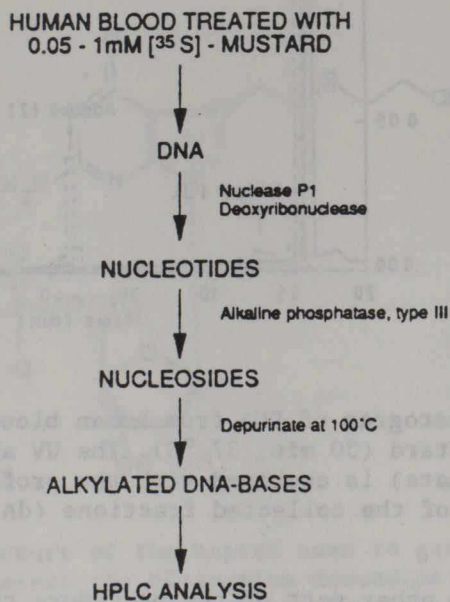 HUMAN BLOOD TREATED WITH
0.05 - 1mM [³⁵ S] - MUSTARD
DNA
Nuclease P1
Deoxyribonuclease
NUCLEOTIDES
Alkaline phosphatase, type III
NUCLEOSIDES
Depurinate at 100°C
ALKYLATED DNA-BASES
HPLC ANALYSIS